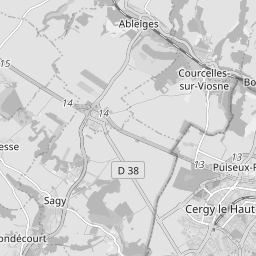 Ableiges
15
Courcelles-
sur-Viosne
Bo
14
14
esse
13
13
D 38
Puiseux-P
Sagy
Cergy le Haut
ondécourt